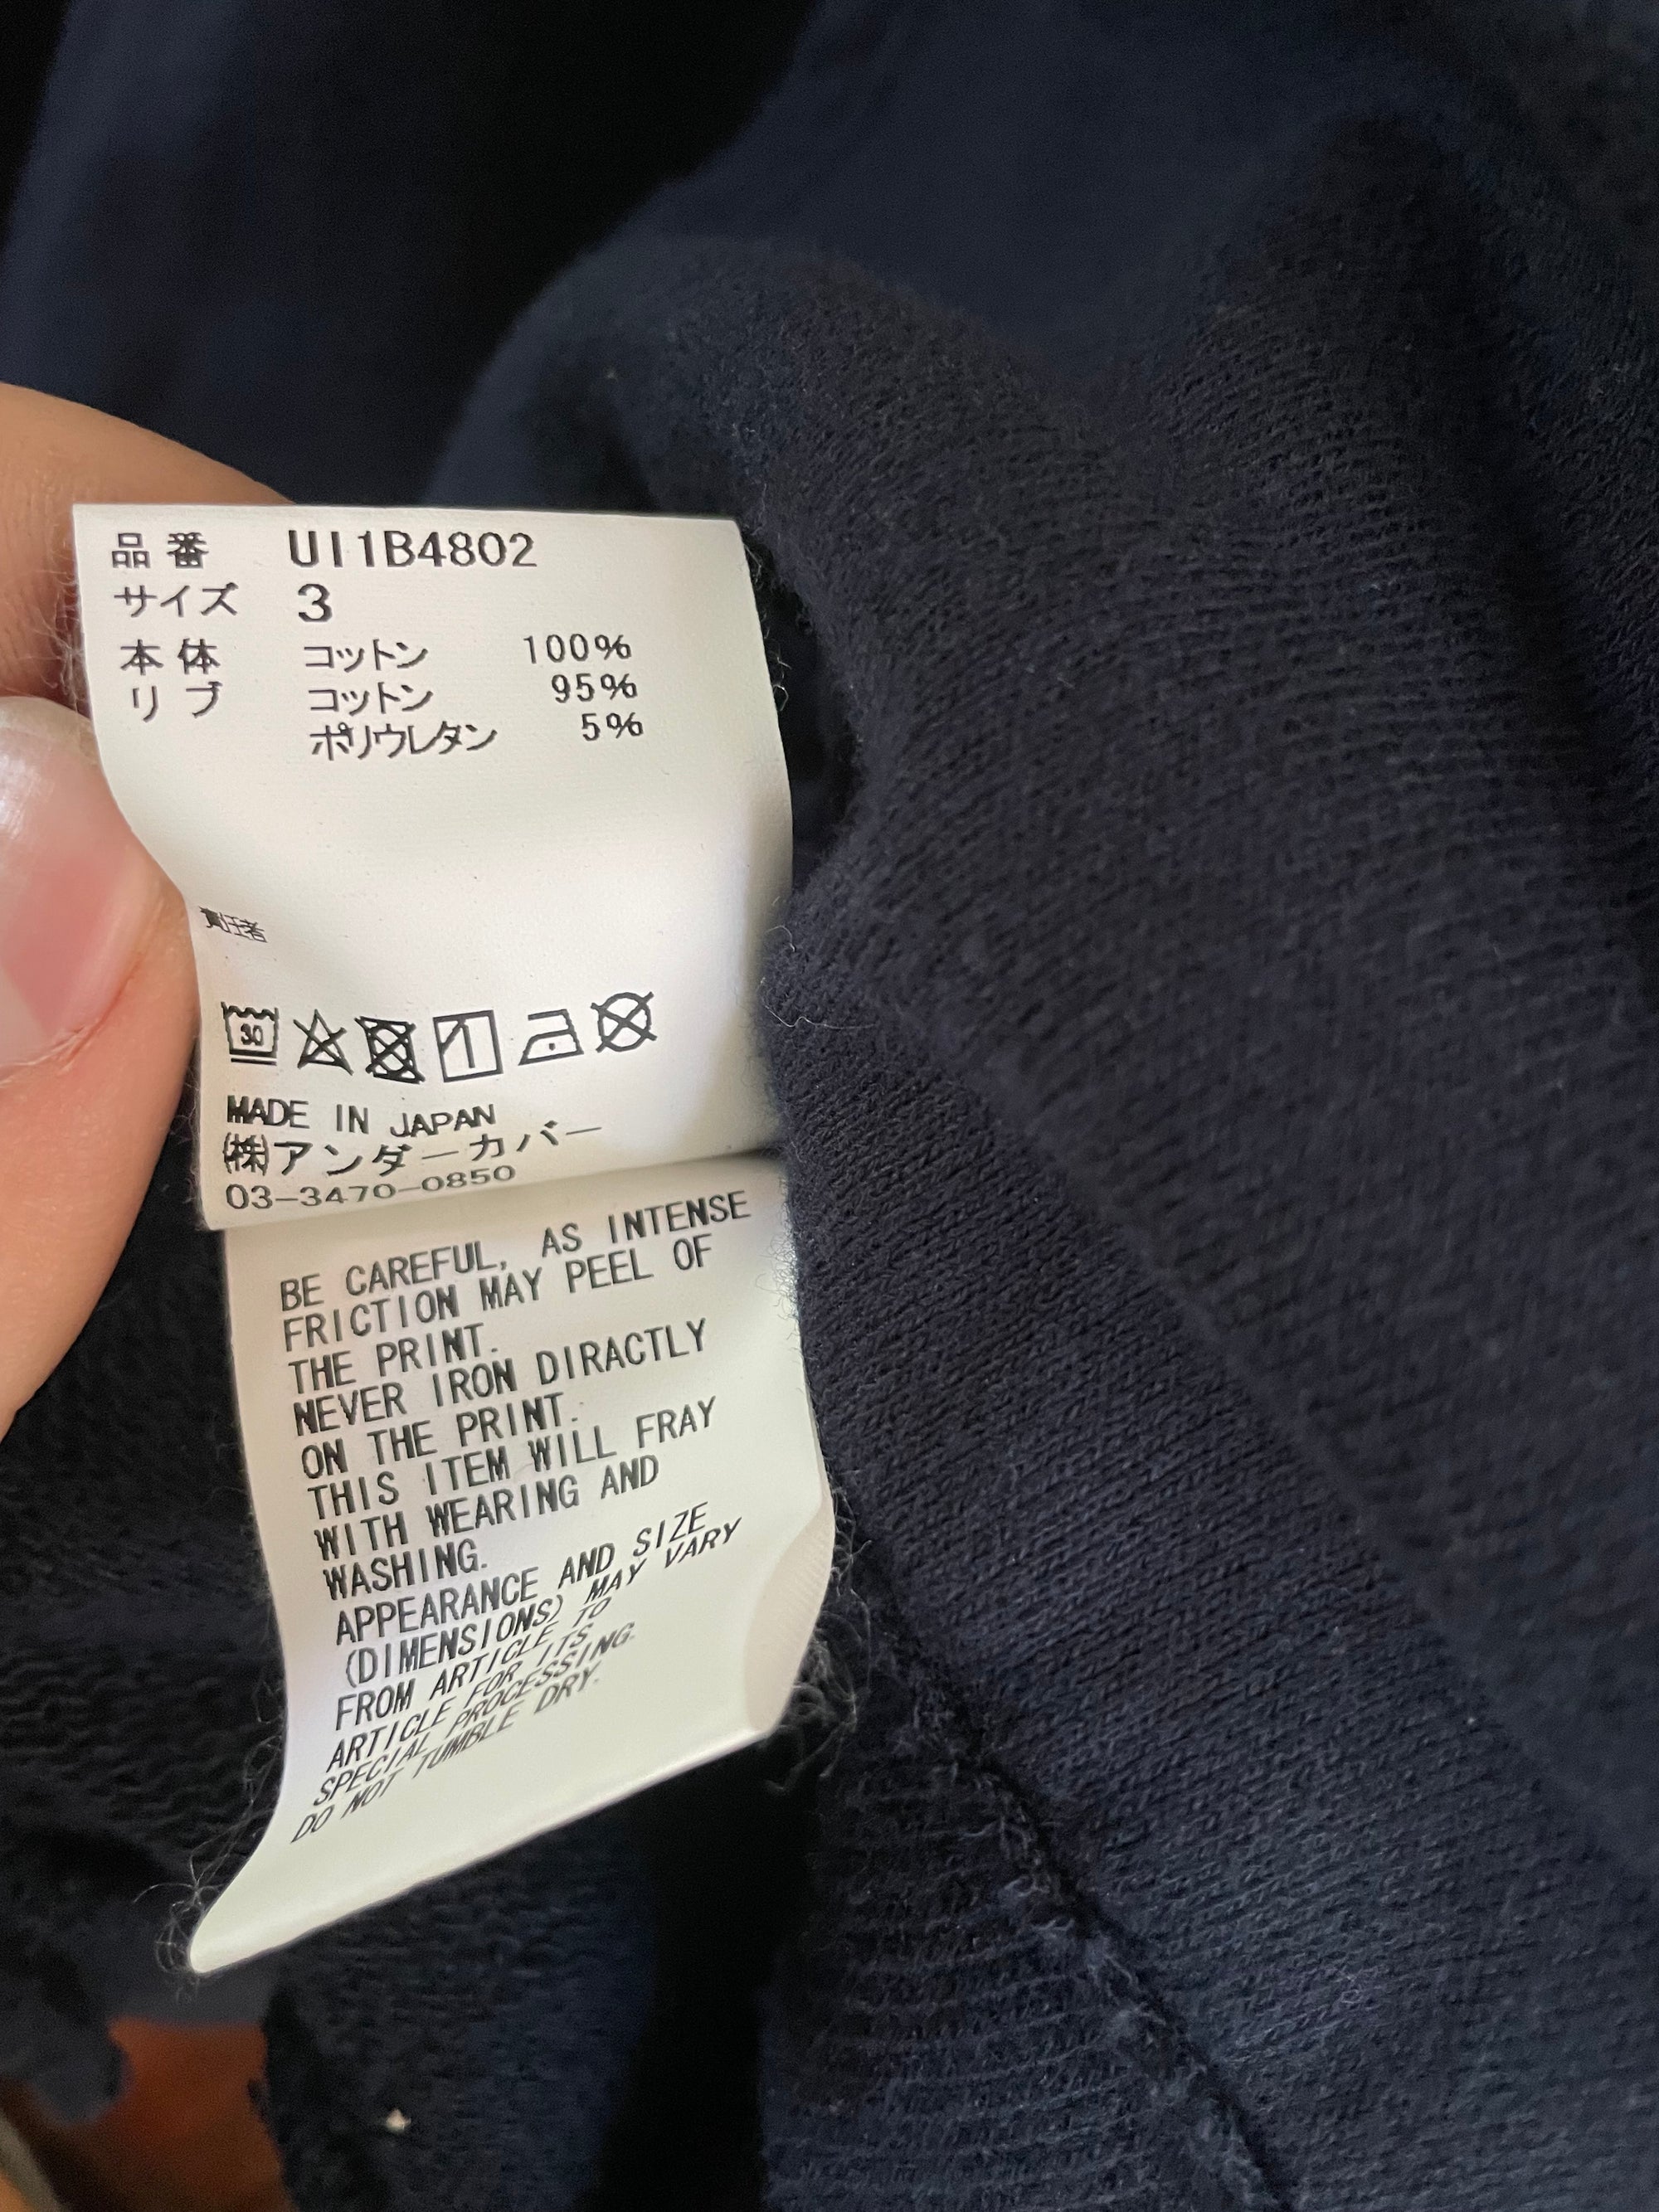 品番 UI1B4802
サイズ 3
本体 コットン 100%
リブ コットン 95%
ポリウレタン 5%
責任者
30
MADE IN JAPAN
(株)アンダーカバー
03-3470-0850
BE CAREFUL, AS INTENSE
FRICTION MAY PEEL OF
THE PRINT.
NEVER IRON DIRACTLY
ON THE PRINT.
THIS ITEM WILL FRAY
WITH WEARING AND
WASHING.
APPEARANCE AND SIZE
(DIMENSIONS) MAY VARY
FROM ARTICLE TO
ARTICLE FOR ITS
SPECIAL PROCESSING.
DO NOT TUMBLE DRY.